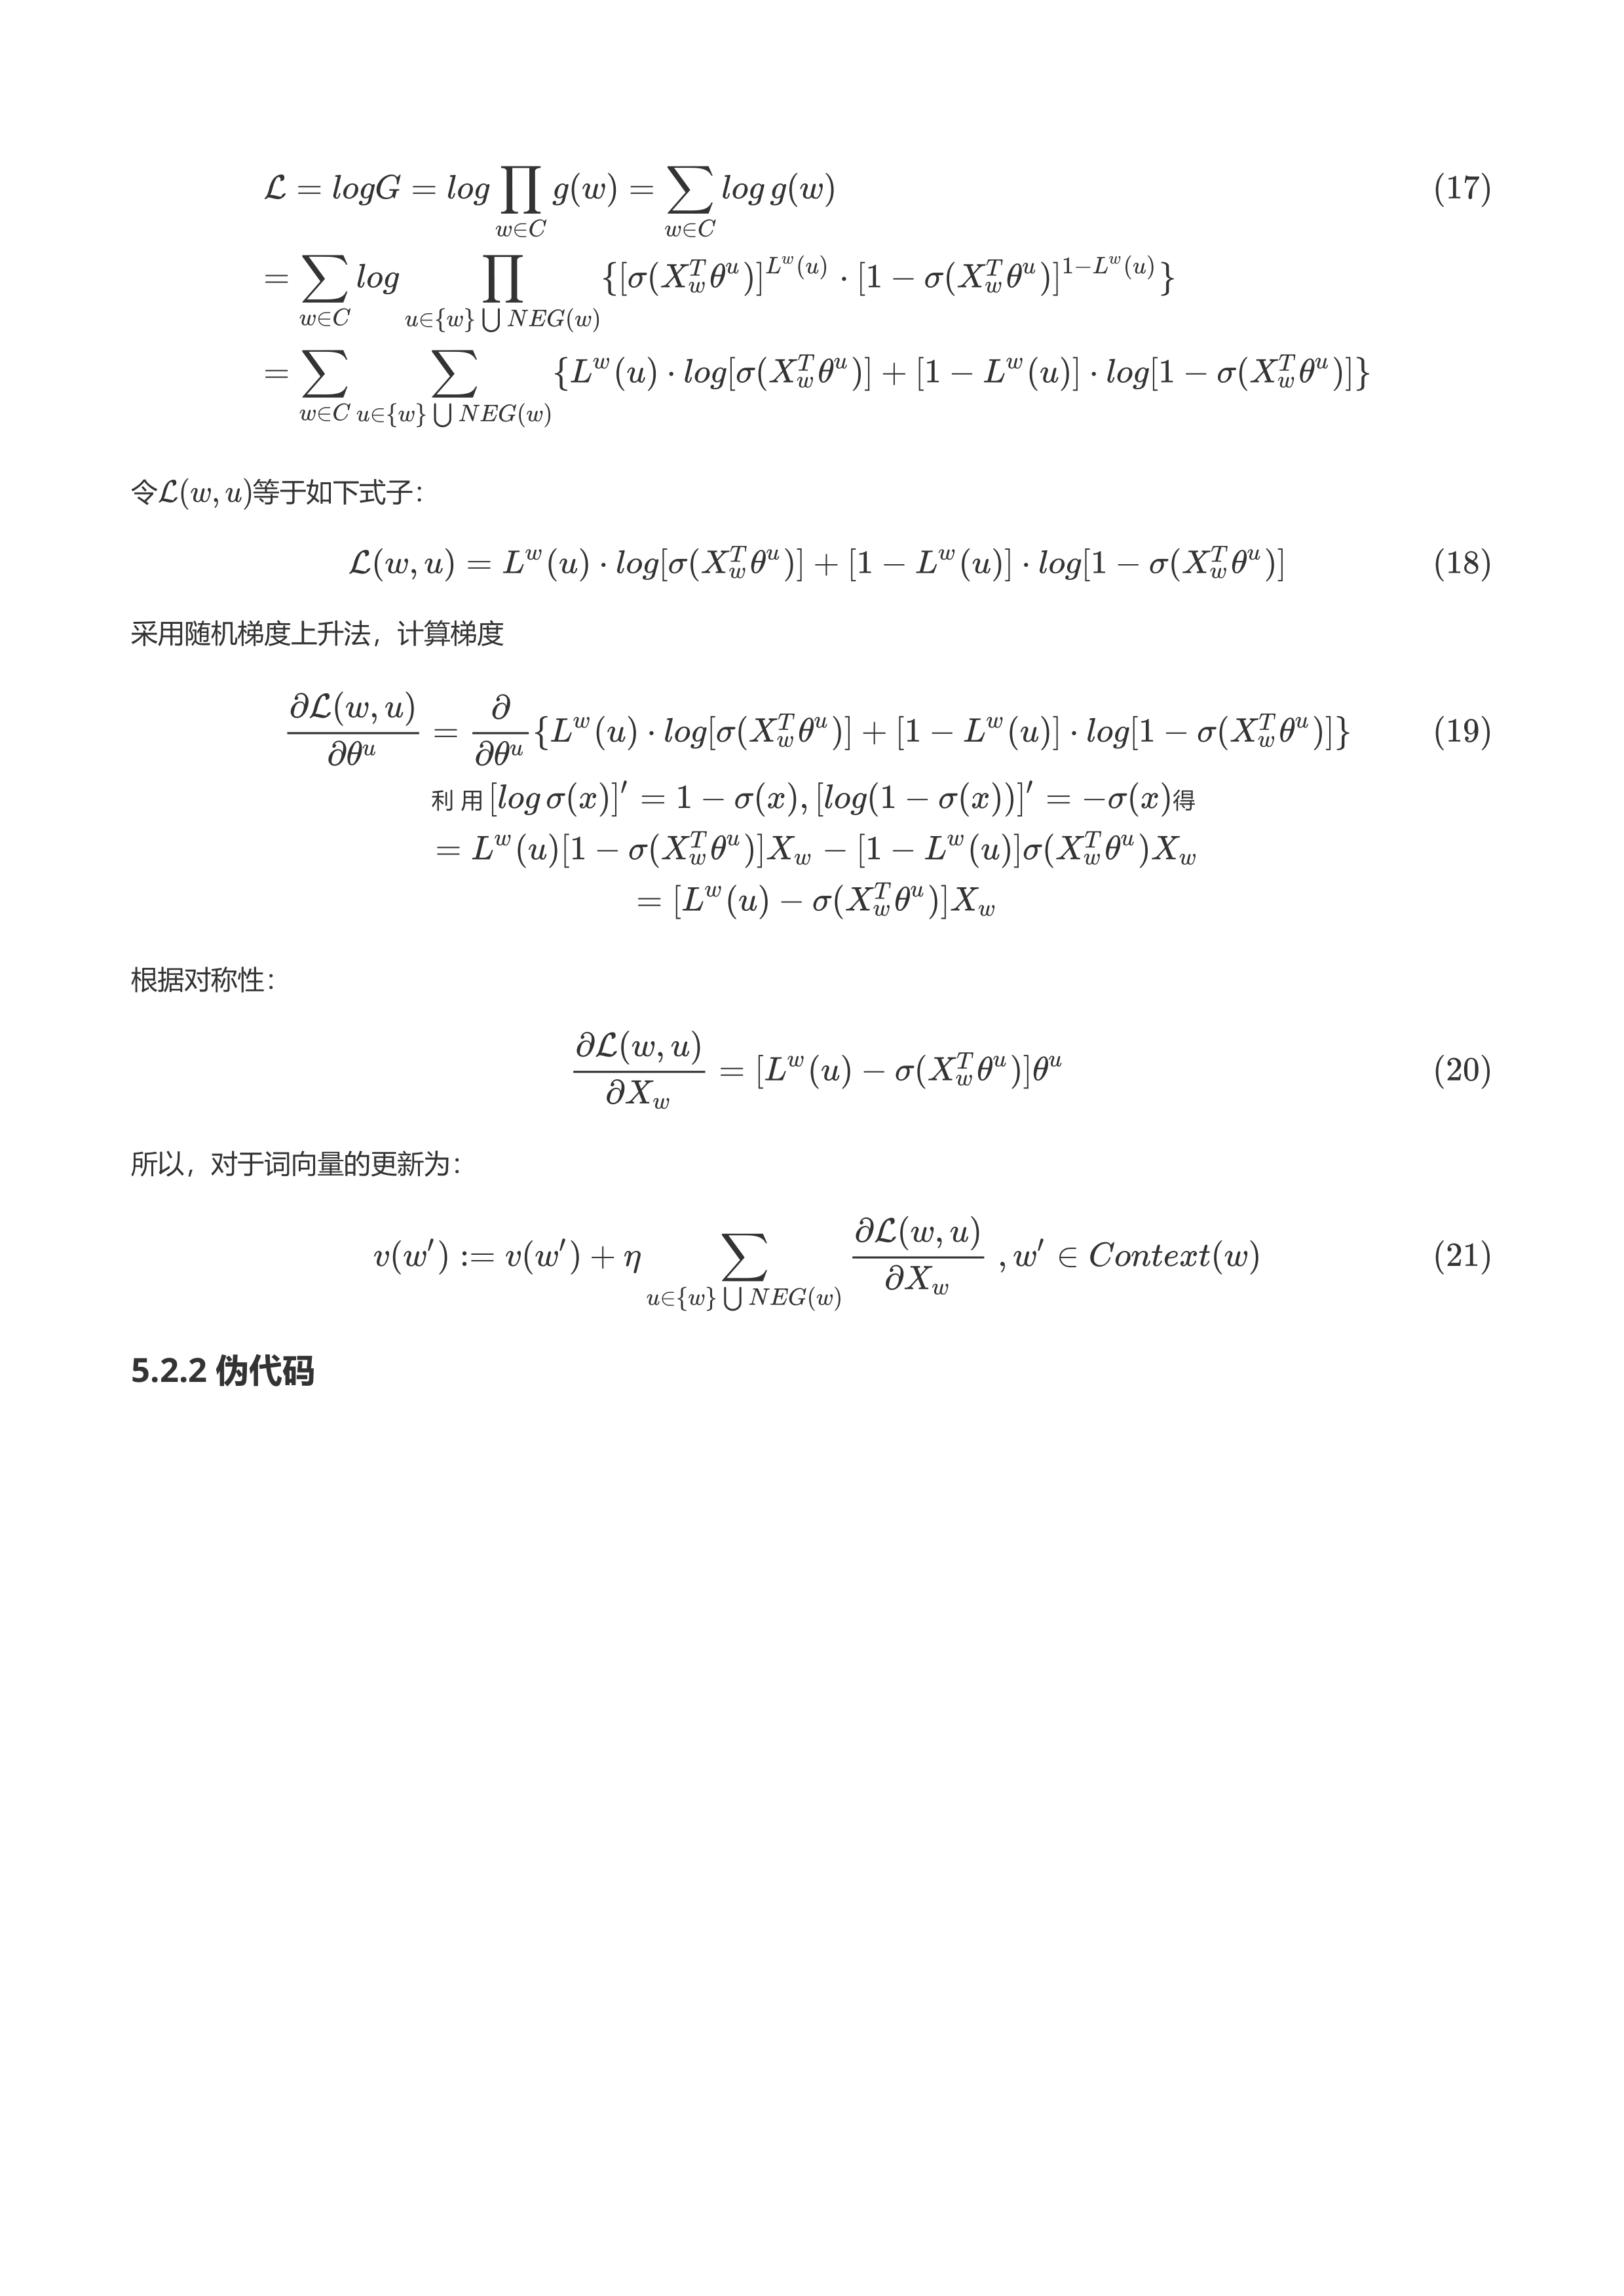 $\mathcal{L} = logG = log \prod_{w \in C} g(w) = \sum_{w \in C} log\, g(w)$ (17)
$= \sum_{w \in C} log \prod_{u \in \{w\} \bigcup NEG(w)} \{[\sigma(X_w^T \theta^u)]^{L^w(u)} \cdot [1 - \sigma(X_w^T \theta^u)]^{1 - L^w(u)}\}$
$= \sum_{w \in C} \sum_{u \in \{w\} \bigcup NEG(w)} \{L^w(u) \cdot log[\sigma(X_w^T \theta^u)] + [1 - L^w(u)] \cdot log[1 - \sigma(X_w^T \theta^u)]\}$
令$\mathcal{L}(w, u)$等于如下式子：
$\mathcal{L}(w, u) = L^w(u) \cdot log[\sigma(X_w^T \theta^u)] + [1 - L^w(u)] \cdot log[1 - \sigma(X_w^T \theta^u)]$ (18)
采用随机梯度上升法，计算梯度
$\frac{\partial \mathcal{L}(w, u)}{\partial \theta^u} = \frac{\partial}{\partial \theta^u} \{L^w(u) \cdot log[\sigma(X_w^T \theta^u)] + [1 - L^w(u)] \cdot log[1 - \sigma(X_w^T \theta^u)]\}$ (19)
利 用 $[log\, \sigma(x)]' = 1 - \sigma(x), [log(1 - \sigma(x))]' = -\sigma(x)$得
$= L^w(u)[1 - \sigma(X_w^T \theta^u)]X_w - [1 - L^w(u)]\sigma(X_w^T \theta^u)X_w$
$= [L^w(u) - \sigma(X_w^T \theta^u)]X_w$
根据对称性：
$\frac{\partial \mathcal{L}(w, u)}{\partial X_w} = [L^w(u) - \sigma(X_w^T \theta^u)]\theta^u$ (20)
所以，对于词向量的更新为：
$v(w') := v(w') + \eta \sum_{u \in \{w\} \bigcup NEG(w)} \frac{\partial \mathcal{L}(w, u)}{\partial X_w}\ , w' \in Context(w)$ (21)
5.2.2 伪代码